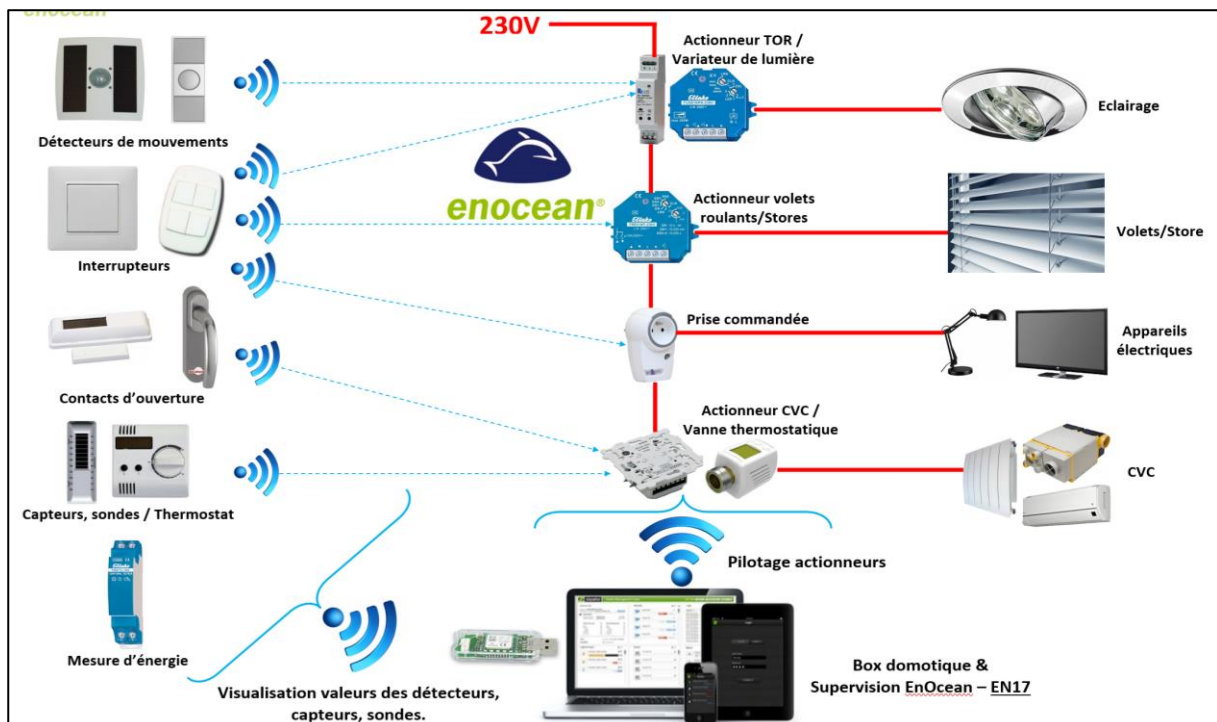 enocean
230V
Actionneur TOR /
Variateur de lumière
Eclairage
Détecteurs de mouvements
enocean®
Actionneur volets
roulants/Stores
Volets/Store
Interrupteurs
Prise commandée
Appareils
électriques
Contacts d'ouverture
Actionneur CVC /
Vanne thermostatique
CVC
Capteurs, sondes / Thermostat
Pilotage actionneurs
Mesure d'énergie
Box domotique &
Supervision EnOcean – EN17
Visualisation valeurs des détecteurs,
capteurs, sondes.